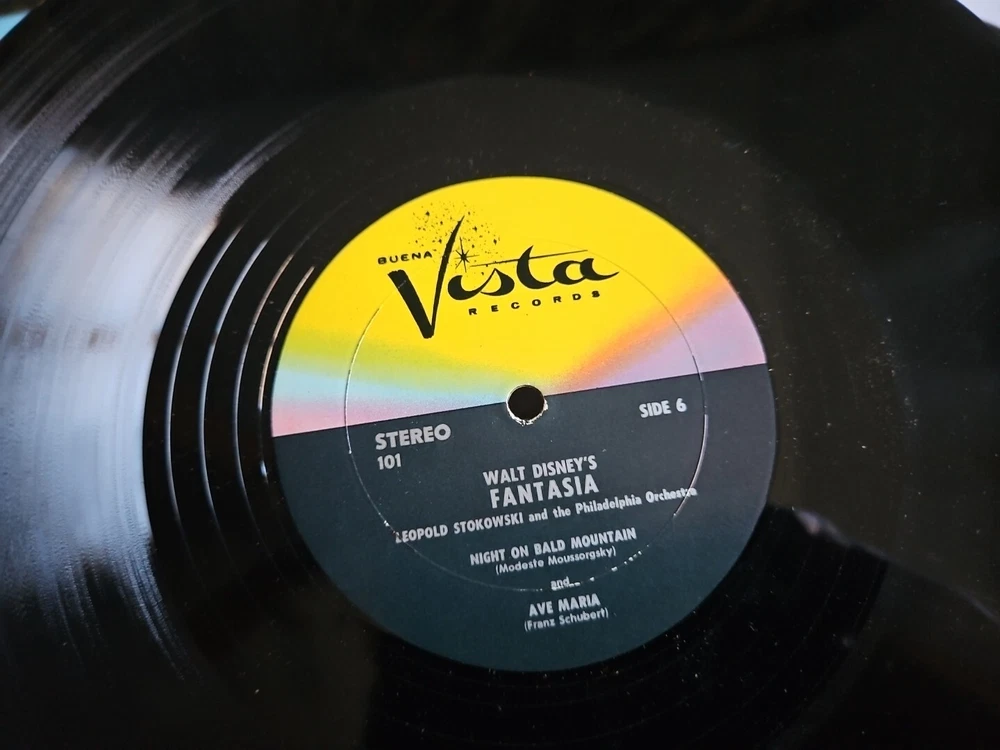 BUENA
Vista
RECORDS
STEREO
SIDE 6
101
WALT DISNEY'S
FANTASIA
LEOPOLD STOKOWSKI and the Philadelphia Orchestra
NIGHT ON BALD MOUNTAIN
(Modeste Moussorgsky)
and
AVE MARIA
(Franz Schubert)